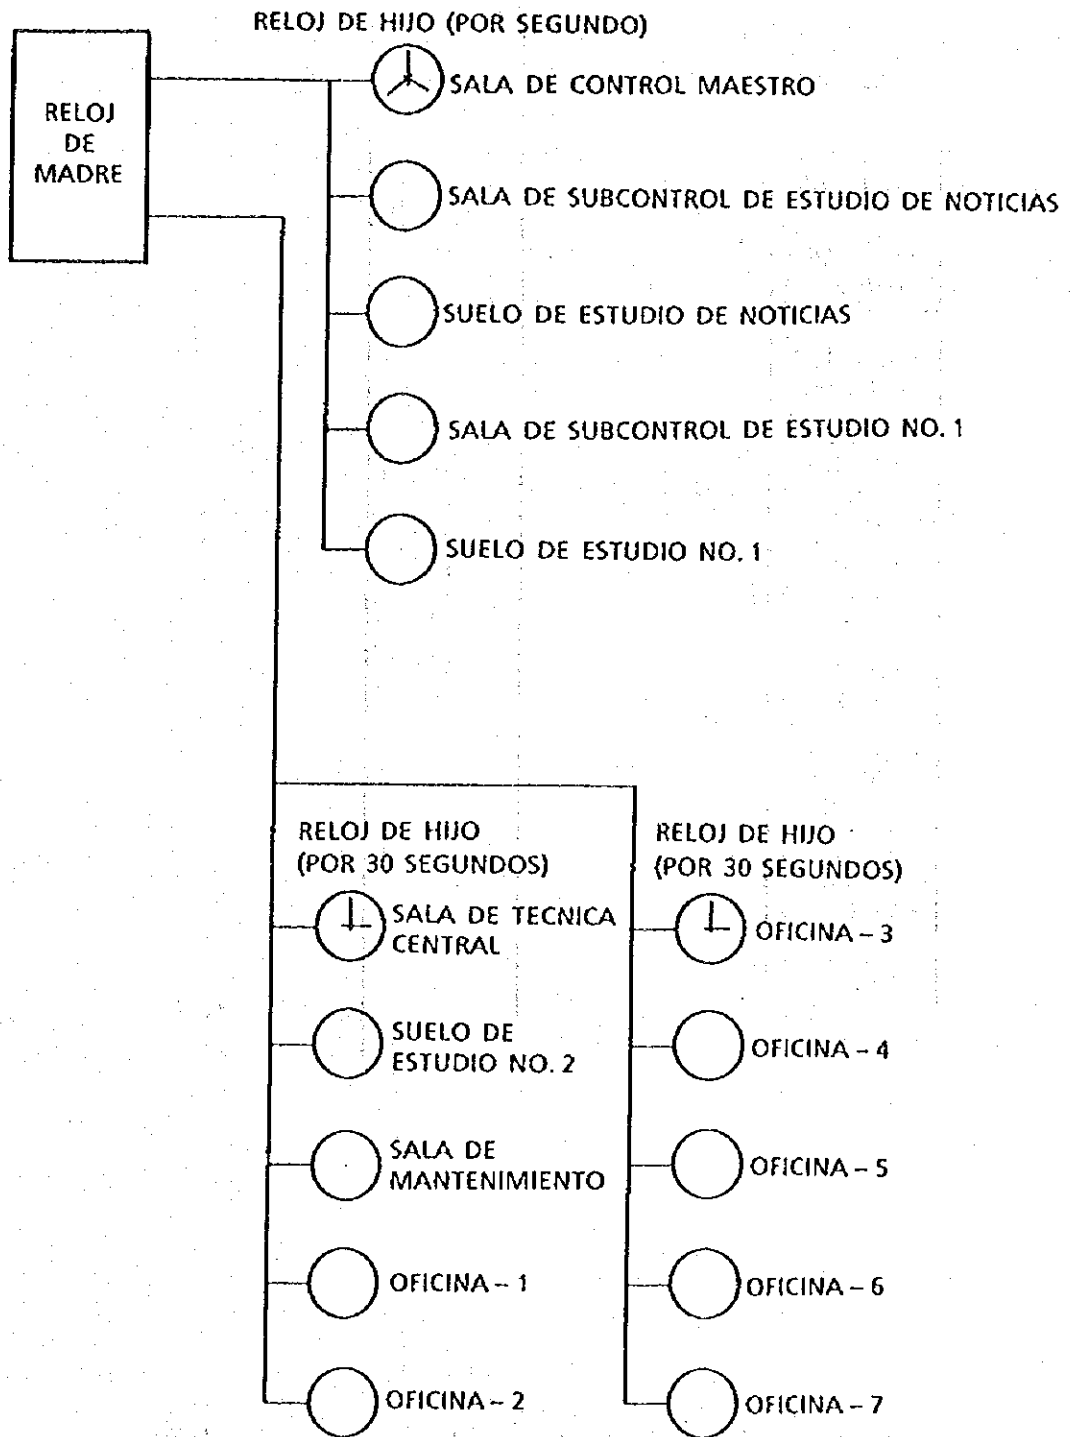 RELOJ DE HIJO (POR SEGUNDO)
RELOJ
DE
MADRE
SALA DE CONTROL MAESTRO
SALA DE SUBCONTROL DE ESTUDIO DE NOTICIAS
SUELO DE ESTUDIO DE NOTICIAS
SALA DE SUBCONTROL DE ESTUDIO NO. 1
SUELO DE ESTUDIO NO. 1
RELOJ DE HIJO
(POR 30 SEGUNDOS)
SALA DE TECNICA
CENTRAL
SUELO DE
ESTUDIO NO. 2
SALA DE
MANTENIMIENTO
OFICINA – 1
OFICINA – 2
RELOJ DE HIJO
(POR 30 SEGUNDOS)
OFICINA – 3
OFICINA – 4
OFICINA – 5
OFICINA – 6
OFICINA – 7